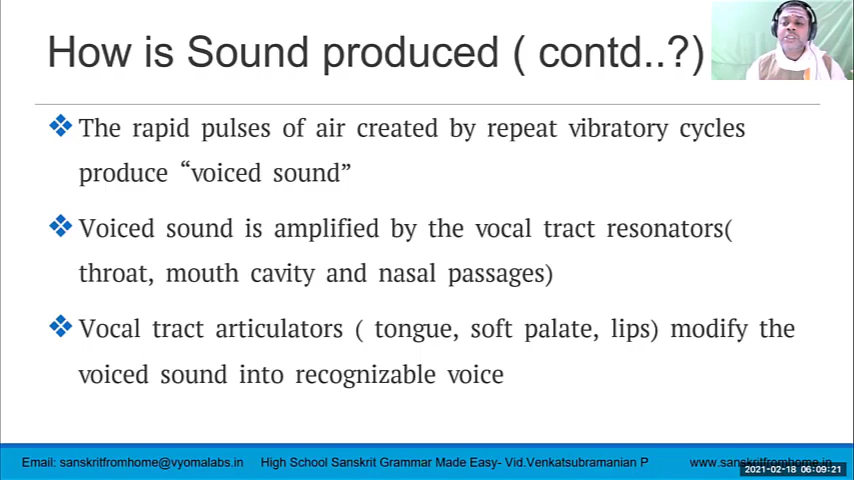 How is Sound produced ( contd..?)
The rapid pulses of air created by repeat vibratory cycles
produce “voiced sound”
Voiced sound is amplified by the vocal tract resonators(
throat, mouth cavity and nasal passages)
Vocal tract articulators ( tongue, soft palate, lips) modify the
voiced sound into recognizable voice
Email: sanskritfromhome@vyomalabs.in High School Sanskrit Grammar Made Easy- Vid.Venkatsubramanian P www.sanskritfromhome.in
2021-02-18 06:09:21